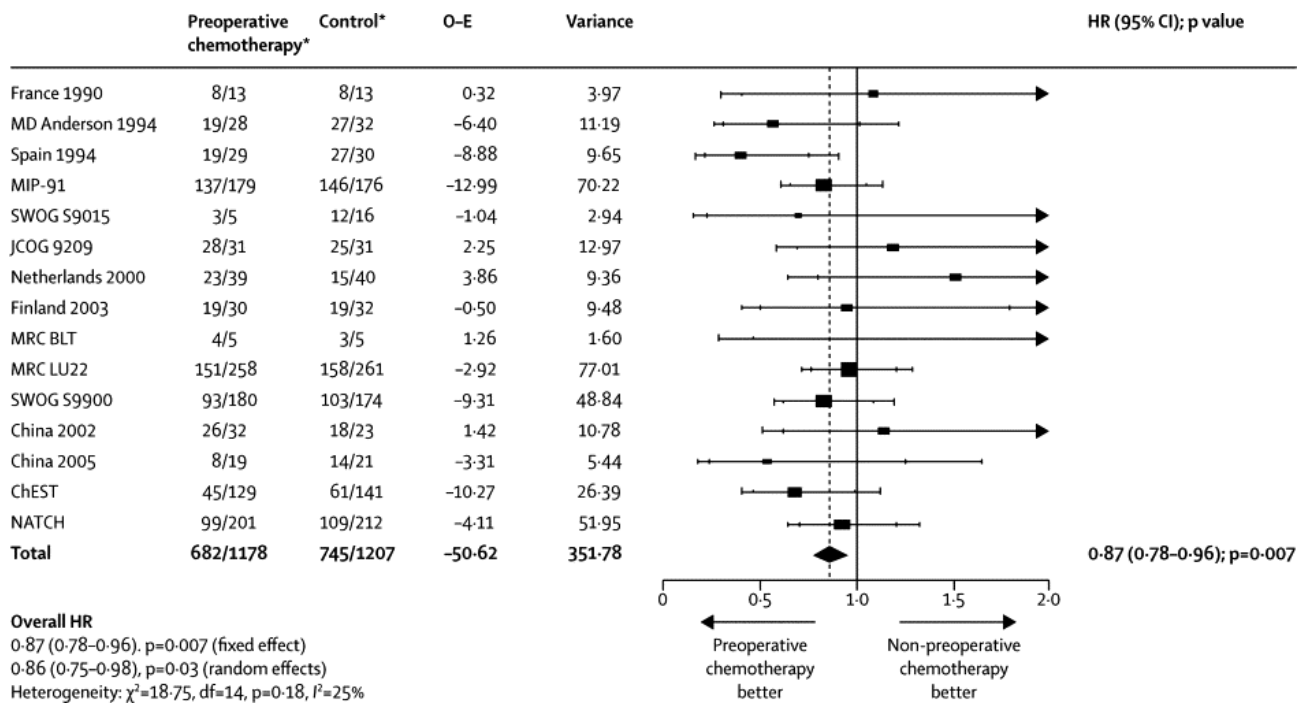 Preoperative chemotherapy* Control* O–E Variance HR (95% CI); p value
France 1990 8/13 8/13 0·32 3·97
MD Anderson 1994 19/28 27/32 –6·40 11·19
Spain 1994 19/29 27/30 –8·88 9·65
MIP-91 137/179 146/176 –12·99 70·22
SWOG S9015 3/5 12/16 –1·04 2·94
JCOG 9209 28/31 25/31 2·25 12·97
Netherlands 2000 23/39 15/40 3·86 9·36
Finland 2003 19/30 19/32 –0·50 9·48
MRC BLT 4/5 3/5 1·26 1·60
MRC LU22 151/258 158/261 –2·92 77·01
SWOG S9900 93/180 103/174 –9·31 48·84
China 2002 26/32 18/23 1·42 10·78
China 2005 8/19 14/21 –3·31 5·44
ChEST 45/129 61/141 –10·27 26·39
NATCH 99/201 109/212 –4·11 51·95
Total 682/1178 745/1207 –50·62 351·78 0·87 (0·78–0·96); p=0·007
0 0·5 1·0 1·5 2·0
Preoperative chemotherapy better
Non-preoperative chemotherapy better
Overall HR
0·87 (0·78–0·96). p=0·007 (fixed effect)
0·86 (0·75–0·98), p=0·03 (random effects)
Heterogeneity: χ²=18·75, df=14, p=0·18, I²=25%